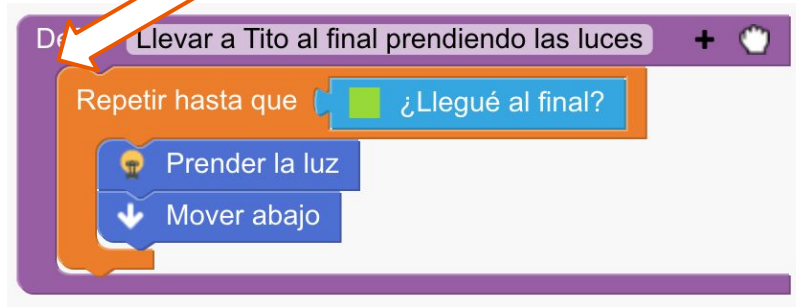 Llevar a Tito al final prendiendo las luces +
Repetir hasta que ¿Llegué al final?
Prender la luz
Mover abajo